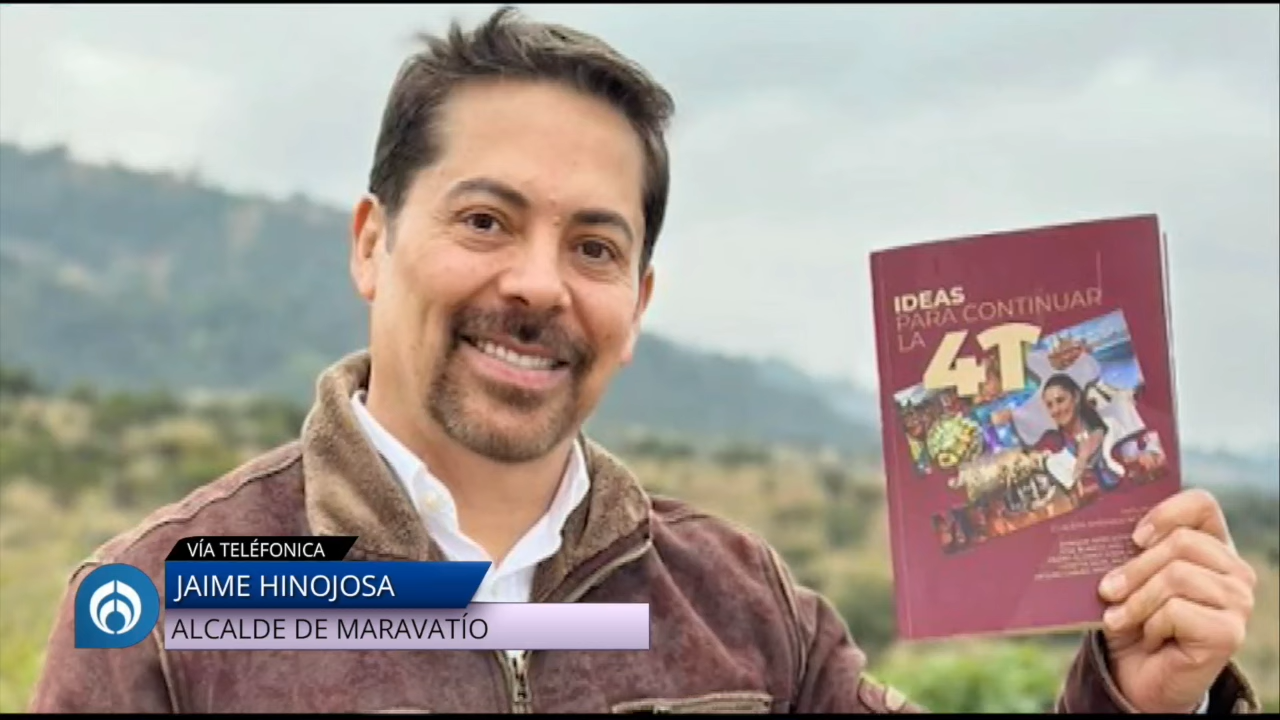 IDEAS
PARA CONTINUAR
LA 4T
VÍA TELÉFONICA
JAIME HINOJOSA
ALCALDE DE MARAVATÍO